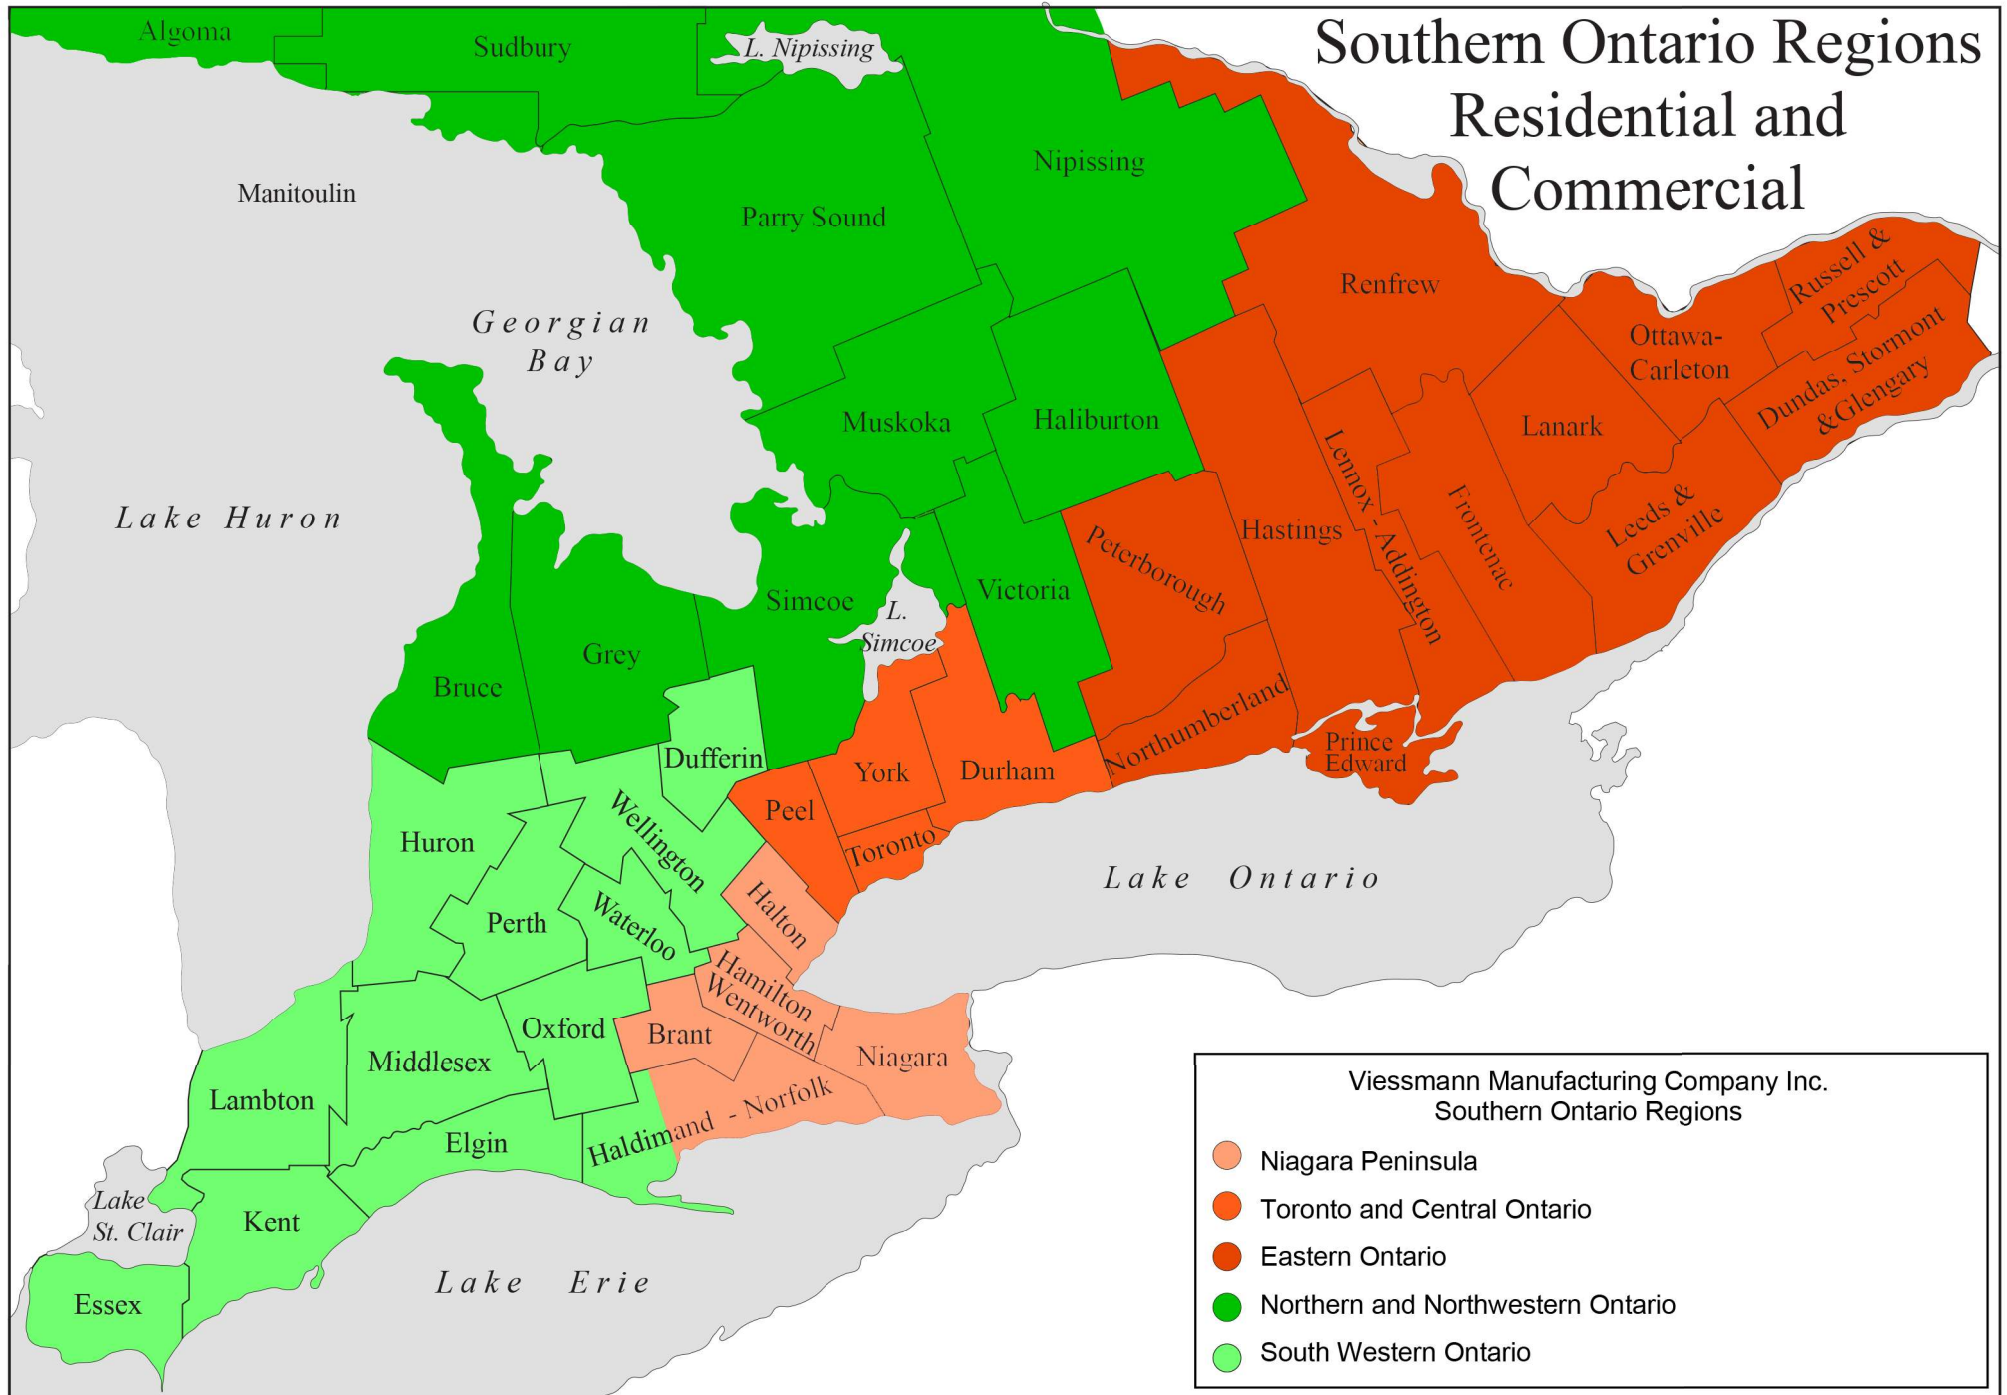 Southern Ontario Regions
Residential and
Commercial
Algoma
Sudbury
L. Nipissing
Nipissing
Manitoulin
Parry Sound
Georgian
Bay
Renfrew
Russell &
Prescott
Ottawa-
Carleton
Dundas, Stormont
&Glengary
Muskoka
Haliburton
Lanark
Lennox - Addington
Frontenac
Leeds &
Grenville
Lake Huron
Hastings
Peterborough
Victoria
Simcoe
L.
Simcoe
Grey
Bruce
Northumberland
Prince
Edward
Dufferin
York
Durham
Peel
Toronto
Huron
Wellington
Lake Ontario
Halton
Perth
Waterloo
Hamilton
Wentworth
Oxford
Brant
Niagara
Middlesex
Lambton
Haldimand - Norfolk
Elgin
Lake
St. Clair
Kent
Lake Erie
Essex
Viessmann Manufacturing Company Inc.
Southern Ontario Regions
Niagara Peninsula
Toronto and Central Ontario
Eastern Ontario
Northern and Northwestern Ontario
South Western Ontario